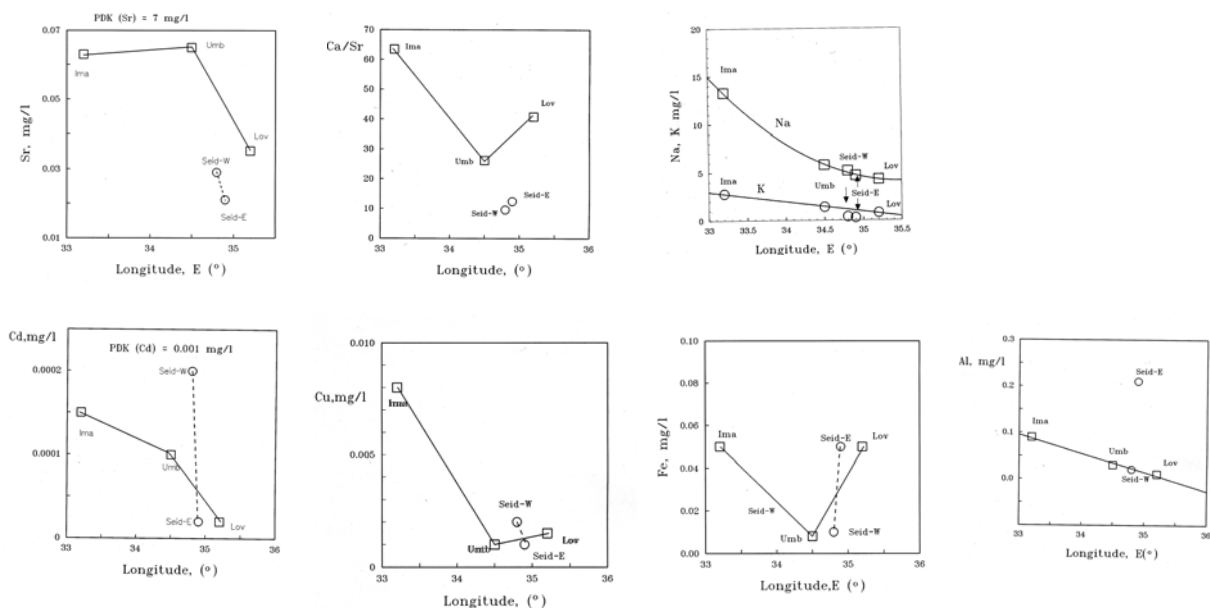 PDK (Sr) = 7 mg/l
0.07
0.05
0.03
0.01
Sr, mg/l
Ima
Umb
Lov
Seid-W
Seid-E
33
34
35
36
Longitude, E (°)
Ca/Sr
70
60
50
40
30
20
10
0
Ima
Umb
Lov
Seid-W
Seid-E
33
34
35
36
Longitude, (°)
Na, K mg/l
20
15
10
5
0
Ima
Na
Seid-W
Lov
Ima
K
Umb
Seid-E
Lov
33
33.5
34
34.5
35
35.5
Longitude, E (°)
Cd,mg/l
PDK (Cd) = 0.001 mg/l
0.0002
0.0001
0
Seid-W
Ima
Umb
Seid-E
Lov
33
34
35
36
Longitude, (°)
Cu,mg/l
0.010
0.005
0.000
Ima
Seid-W
Umb
Lov
Seid-E
33
34
35
36
Longitude, (°)
Fe, mg/l
0.10
0.08
0.06
0.04
0.02
0.00
Ima
Seid-E
Lov
Seid-W
Umb
Seid-W
33
34
35
36
Longitude,E (°)
Al, mg/l
0.3
0.2
0.1
0.0
Seid-E
Ima
Umb
Lov
Seid-W
33
34
35
36
Longitude, E(°)